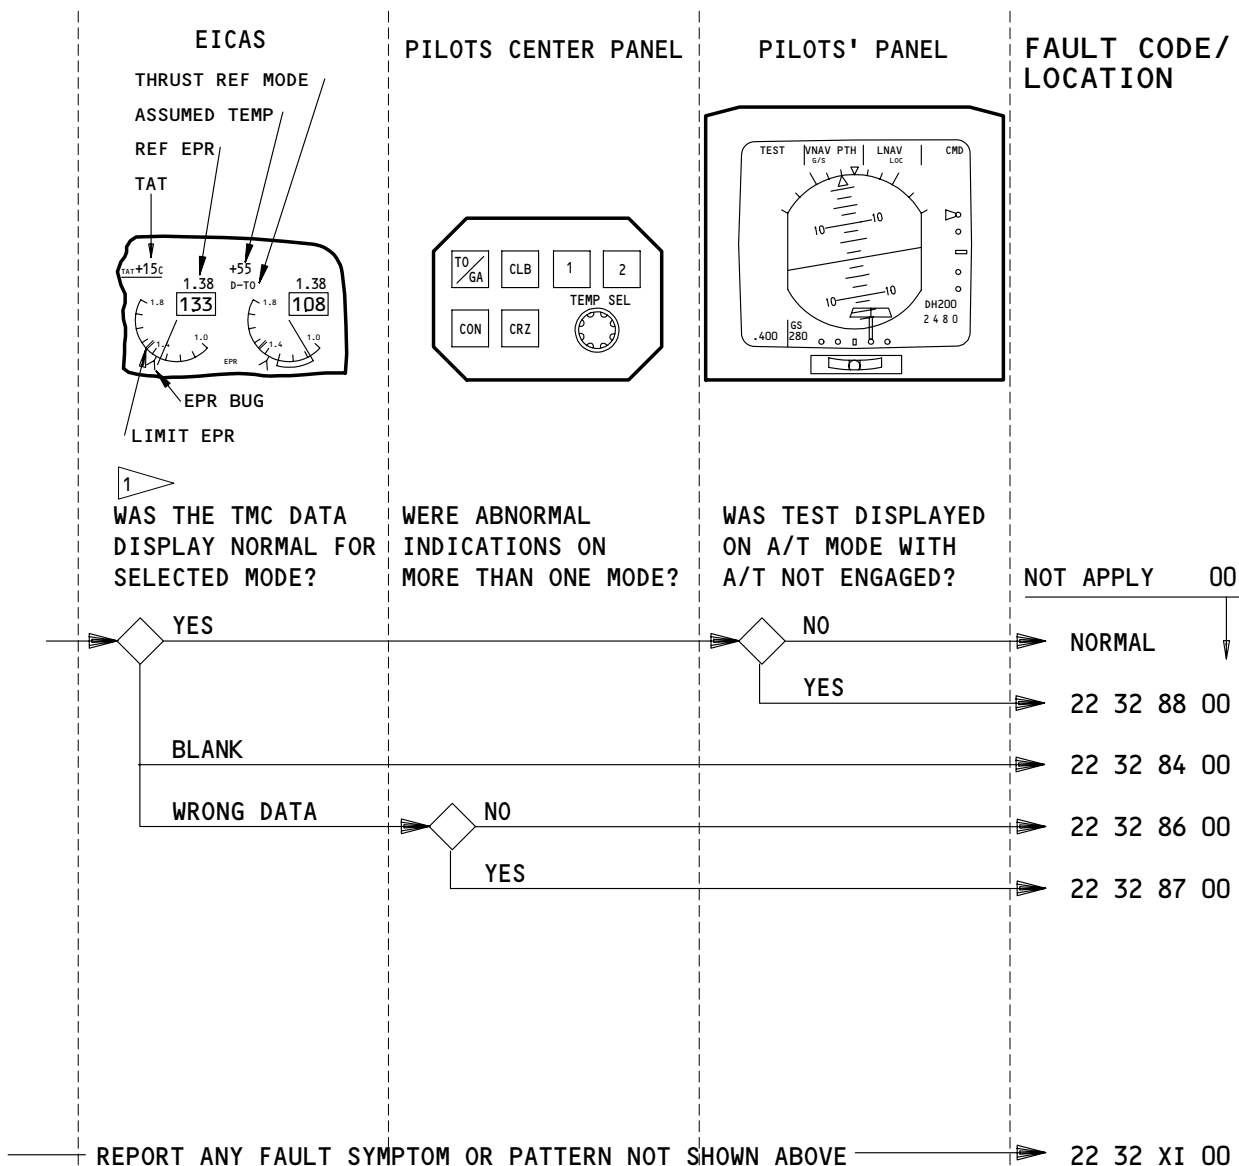 EICAS
PILOTS CENTER PANEL
PILOTS' PANEL
FAULT CODE/
LOCATION
THRUST REF MODE
ASSUMED TEMP
REF EPR
TAT
TAT+15C
+55
1.38
D-TO
1.38
133
108
1.8
1.8
1.4
1.0
1.4
1.0
EPR
EPR BUG
LIMIT EPR
TO/GA
CLB
1
2
TEMP SEL
CON
CRZ
TEST
VNAV PTH
LNAV
CMD
G/S
LOC
10
10
10
10
DH200
2480
.400
GS
280
1
WAS THE TMC DATA
DISPLAY NORMAL FOR
SELECTED MODE?
WERE ABNORMAL
INDICATIONS ON
MORE THAN ONE MODE?
WAS TEST DISPLAYED
ON A/T MODE WITH
A/T NOT ENGAGED?
NOT APPLY 00
YES
NO
NORMAL
YES
22 32 88 00
BLANK
22 32 84 00
WRONG DATA
NO
22 32 86 00
YES
22 32 87 00
REPORT ANY FAULT SYMPTOM OR PATTERN NOT SHOWN ABOVE
22 32 XI 00